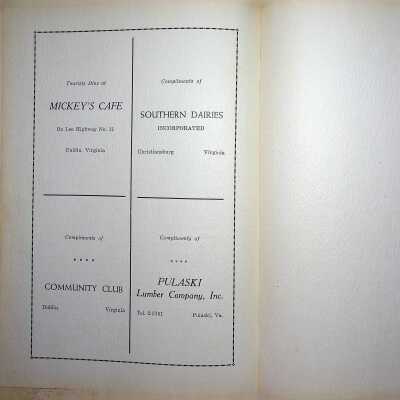 Tourists Dine at
MICKEY'S CAFE
On Lee Highway No. 11
Dublin, Virginia
Compliments of
SOUTHERN DAIRIES
INCORPORATED
Christiansburg Virginia
Compliments of
* * * *
COMMUNITY CLUB
Dublin Virginia
Compliments of
* * * *
PULASKI
Lumber Company, Inc.
Tel. Pulaski, Va.